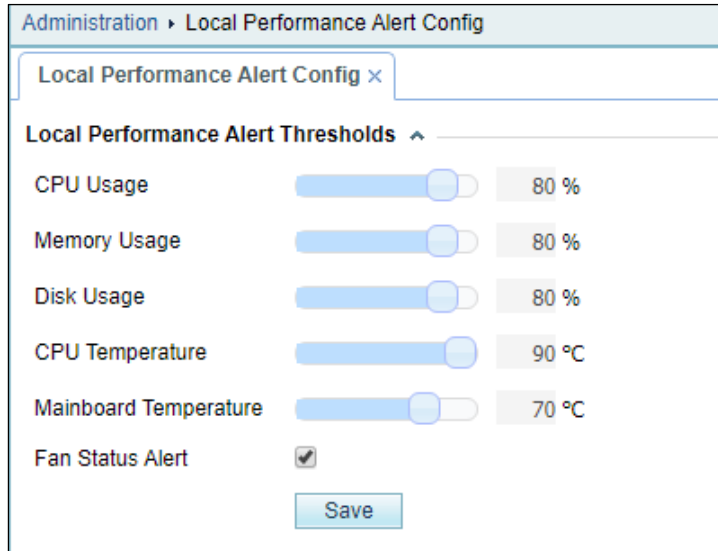 Administration ▸ Local Performance Alert Config
Local Performance Alert Config ×
Local Performance Alert Thresholds
CPU Usage 80 %
Memory Usage 80 %
Disk Usage 80 %
CPU Temperature 90 °C
Mainboard Temperature 70 °C
Fan Status Alert
Save